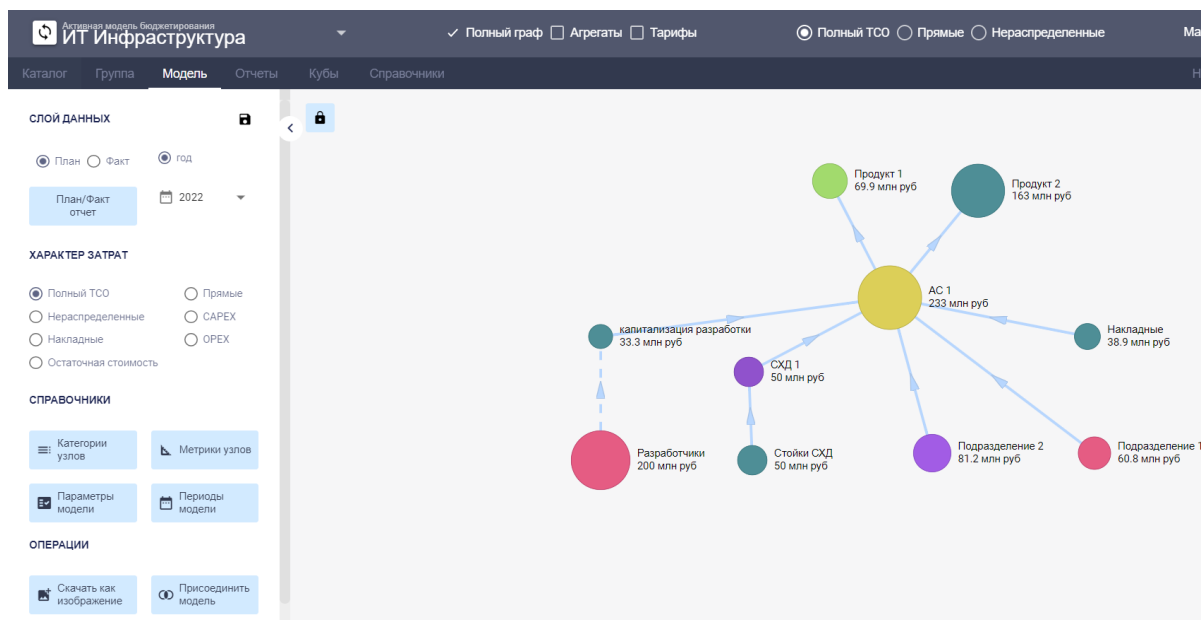 Активная модель бюджетирования
ИТ Инфраструктура
Полный граф
Агрегаты
Тарифы
Полный ТСО
Прямые
Нераспределенные
Ма
Каталог
Группа
Модель
Отчеты
Кубы
Справочники
Н
СЛОЙ ДАННЫХ
План
Факт
год
План/Факт
отчет
2022
ХАРАКТЕР ЗАТРАТ
Полный ТСО
Прямые
Нераспределенные
CAPEX
Накладные
OPEX
Остаточная стоимость
СПРАВОЧНИКИ
Категории
узлов
Метрики узлов
Параметры
модели
Периоды
модели
ОПЕРАЦИИ
Скачать как
изображение
Присоединить
модель
Продукт 1
69.9 млн руб
Продукт 2
163 млн руб
АС 1
233 млн руб
капитализация разработки
33.3 млн руб
Накладные
38.9 млн руб
СХД 1
50 млн руб
Разработчики
200 млн руб
Стойки СХД
50 млн руб
Подразделение 2
81.2 млн руб
Подразделение 1
60.8 млн руб